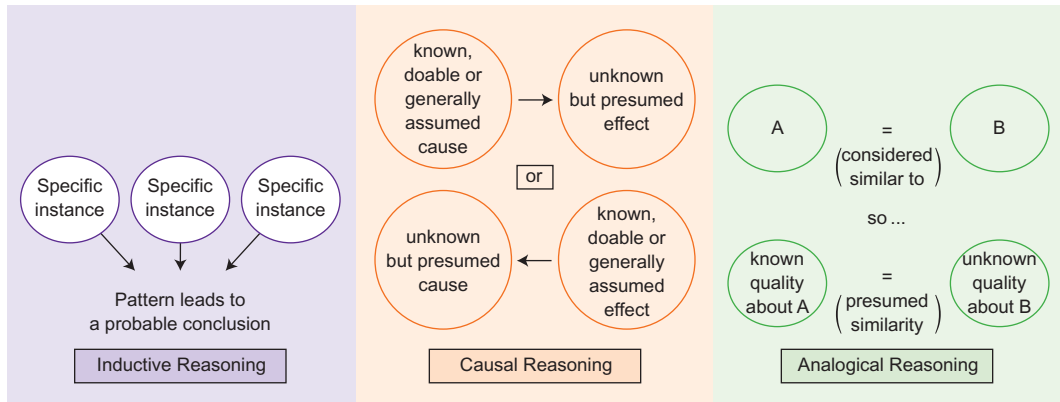 Specific
instance
Specific
instance
Specific
instance
Pattern leads to
a probable conclusion
Inductive Reasoning
known,
doable or
generally
assumed
cause
unknown
but presumed
effect
or
unknown
but presumed
cause
known,
doable or
generally
assumed
effect
Causal Reasoning
A
=
(considered
similar to)
B
so ...
known
quality
about A
=
(presumed
similarity)
unknown
quality
about B
Analogical Reasoning